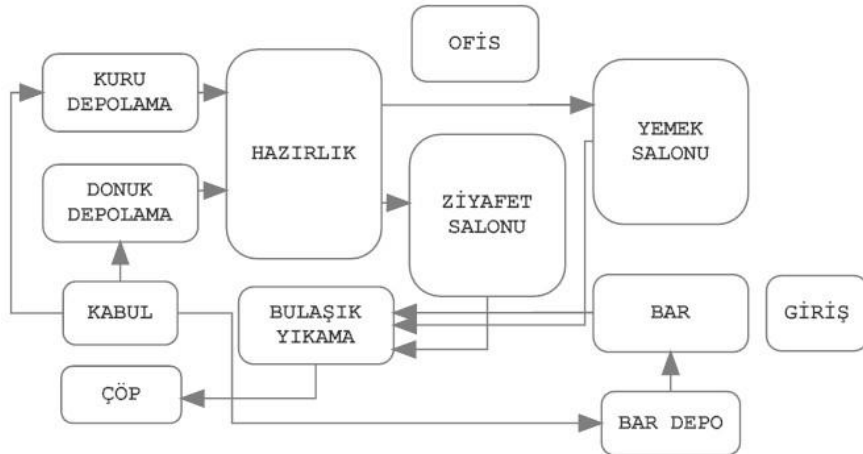 OFİS
KURU
DEPOLAMA
HAZIRLIK
YEMEK
SALONU
DONUK
DEPOLAMA
ZİYAFET
SALONU
KABUL
BULAŞIK
YIKAMA
BAR
GİRİŞ
ÇÖP
BAR DEPO